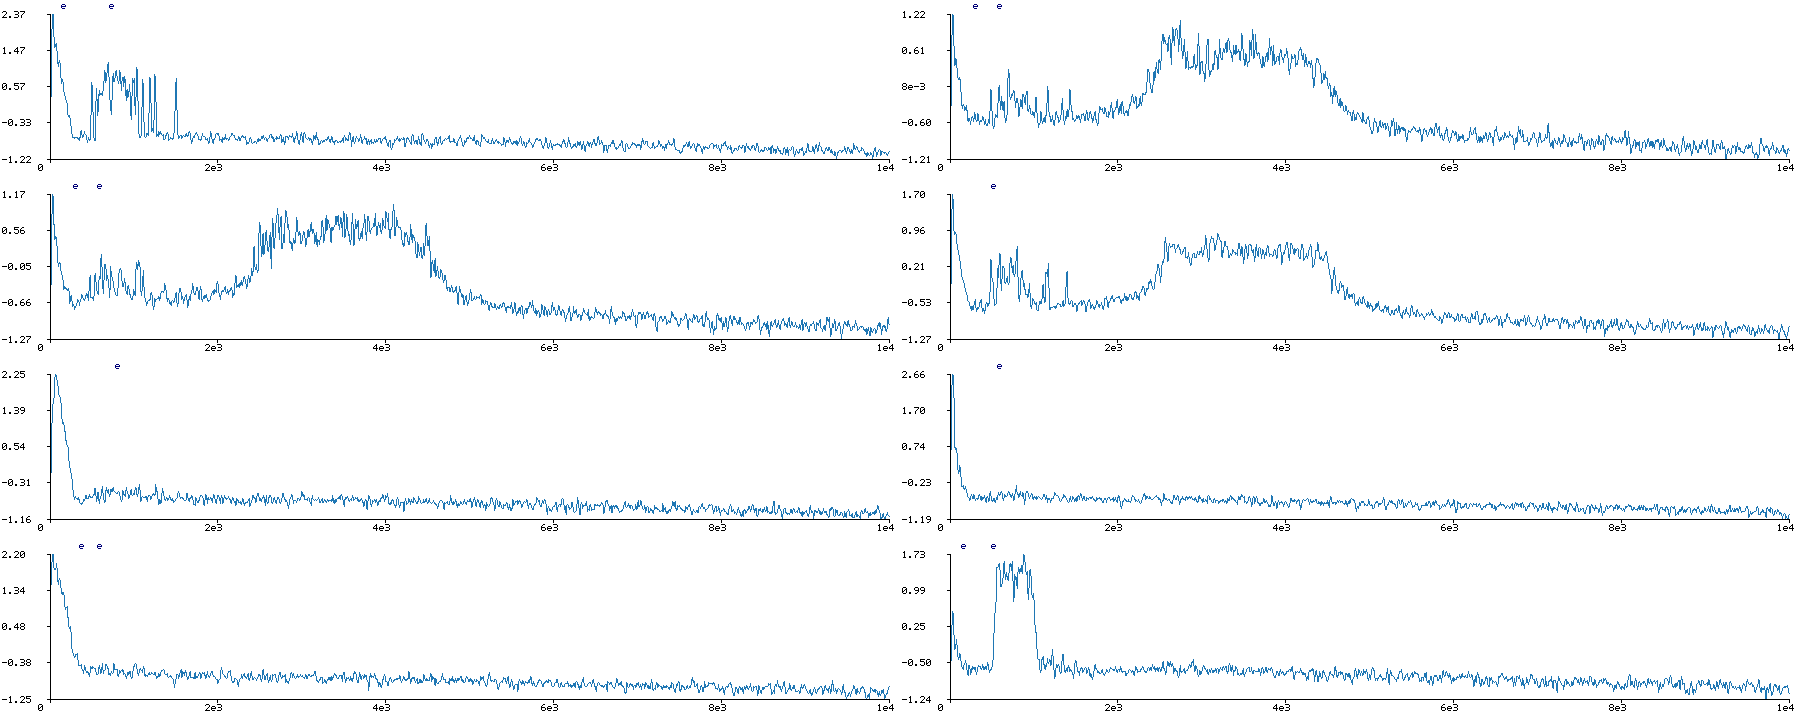 e e
2.37
1.47
0.57
-0.33
-1.22
0 2e3 4e3 6e3 8e3 1e4
e e
1.22
0.61
8e-3
-0.60
-1.21
0 2e3 4e3 6e3 8e3 1e4
e e
1.17
0.56
-0.05
-0.66
-1.27
0 2e3 4e3 6e3 8e3 1e4
e
1.70
0.96
0.21
-0.53
-1.27
0 2e3 4e3 6e3 8e3 1e4
e
2.25
1.39
0.54
-0.31
-1.16
0 2e3 4e3 6e3 8e3 1e4
e
2.66
1.70
0.74
-0.23
-1.19
0 2e3 4e3 6e3 8e3 1e4
e e
2.20
1.34
0.48
-0.38
-1.25
0 2e3 4e3 6e3 8e3 1e4
e e
1.73
0.99
0.25
-0.50
-1.24
0 2e3 4e3 6e3 8e3 1e4